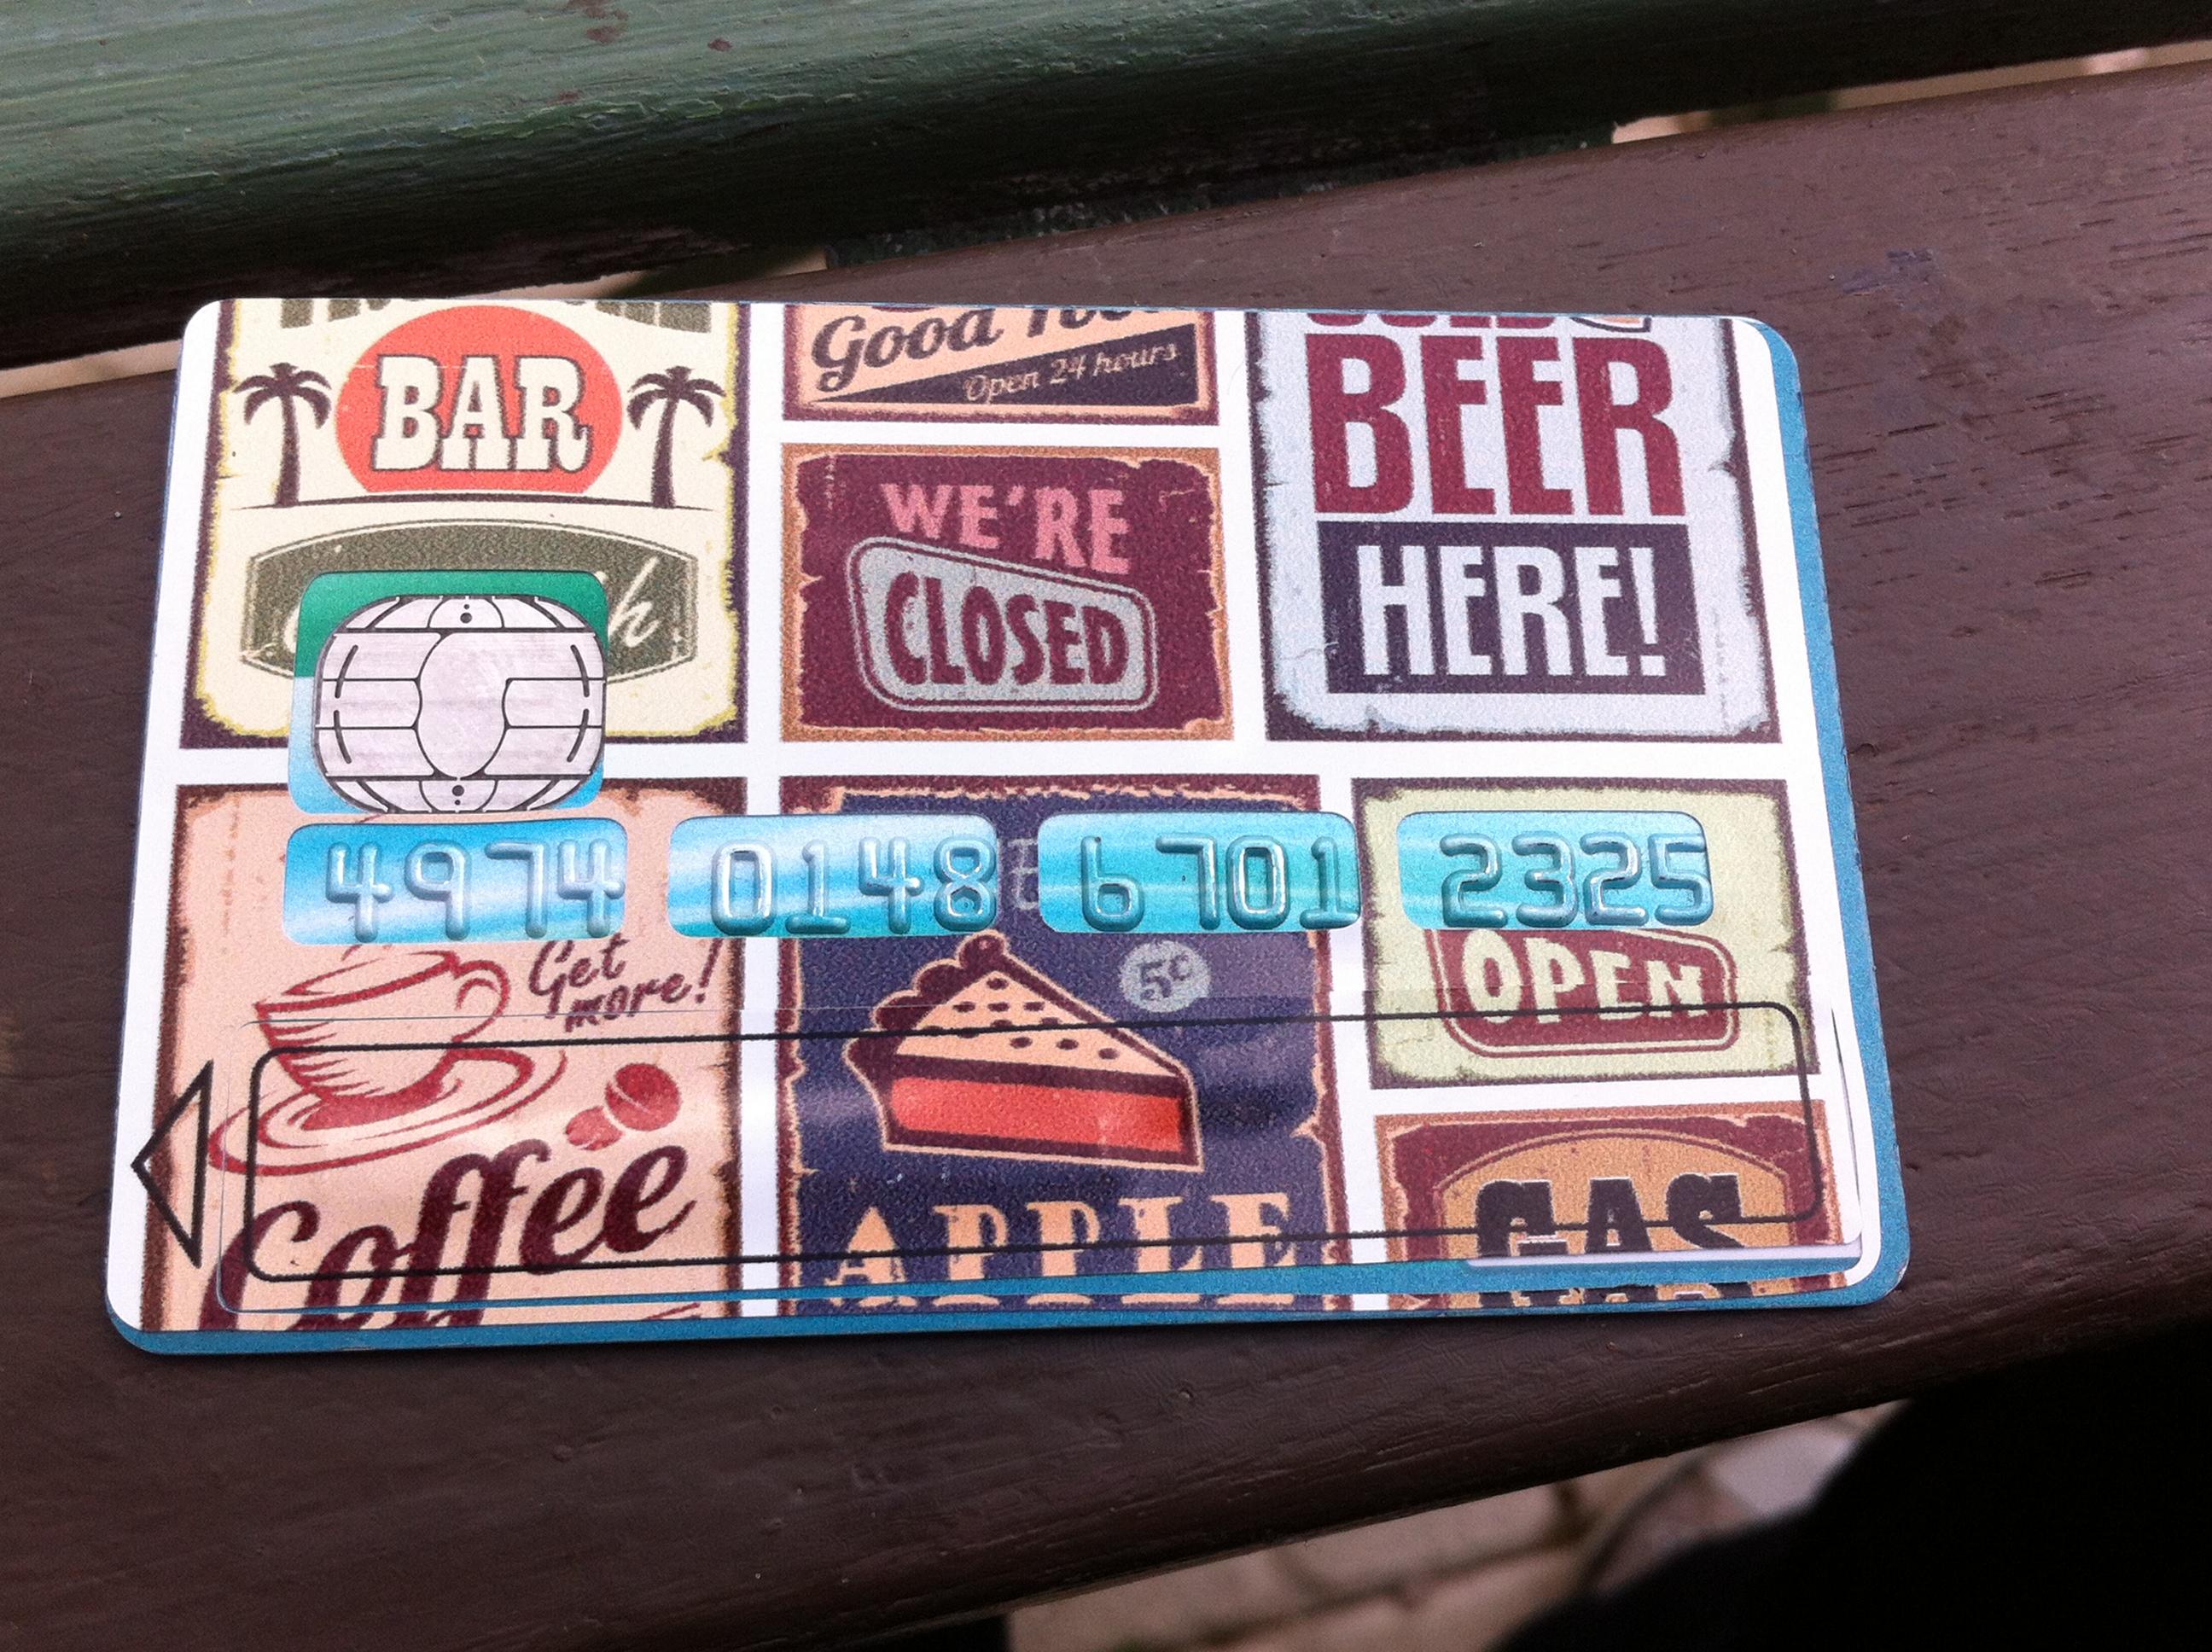 BAR
Good
Open 24 hours
WE'RE
CLOSED
BEER
HERE!
4974 0148 6701 2325
Get
more!
Coffee
5¢
APPLE
OPEN
GAS